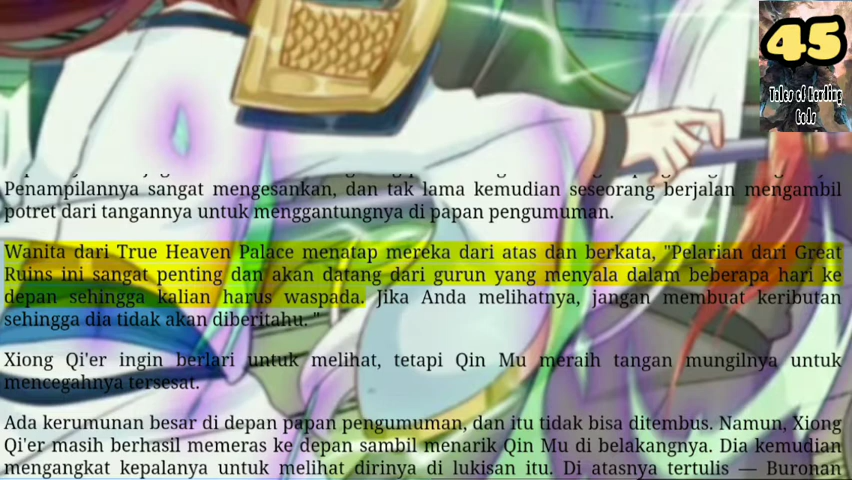 45
Tales of Herding
Gods
Penampilannya sangat mengesankan, dan tak lama kemudian seseorang berjalan mengambil
potret dari tangannya untuk menggantungnya di papan pengumuman.
Wanita dari True Heaven Palace menatap mereka dari atas dan berkata, "Pelarian dari Great
Ruins ini sangat penting dan akan datang dari gurun yang menyala dalam beberapa hari ke
depan sehingga kalian harus waspada. Jika Anda melihatnya, jangan membuat keributan
sehingga dia tidak akan diberitahu. "
Xiong Qi'er ingin berlari untuk melihat, tetapi Qin Mu meraih tangan mungilnya untuk
mencegahnya tersesat.
Ada kerumunan besar di depan papan pengumuman, dan itu tidak bisa ditembus. Namun, Xiong
Qi'er masih berhasil memeras ke depan sambil menarik Qin Mu di belakangnya. Dia kemudian
mengangkat kepalanya untuk melihat dirinya di lukisan itu. Di atasnya tertulis — Buronan